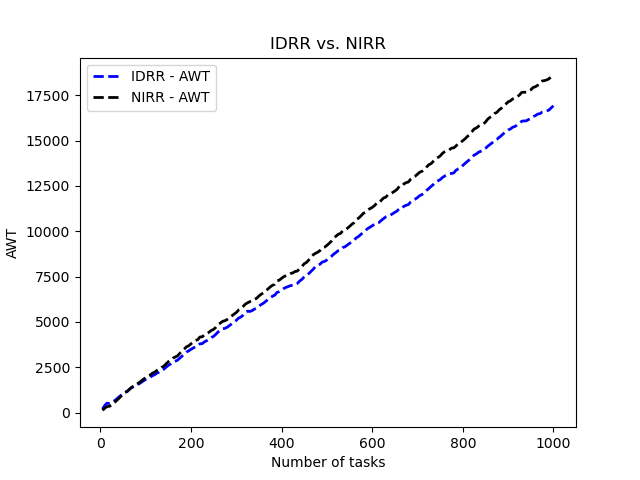 IDRR vs. NIRR
IDRR - AWT
NIRR - AWT
17500
15000
12500
10000
7500
5000
2500
0
AWT
0 200 400 600 800 1000
Number of tasks